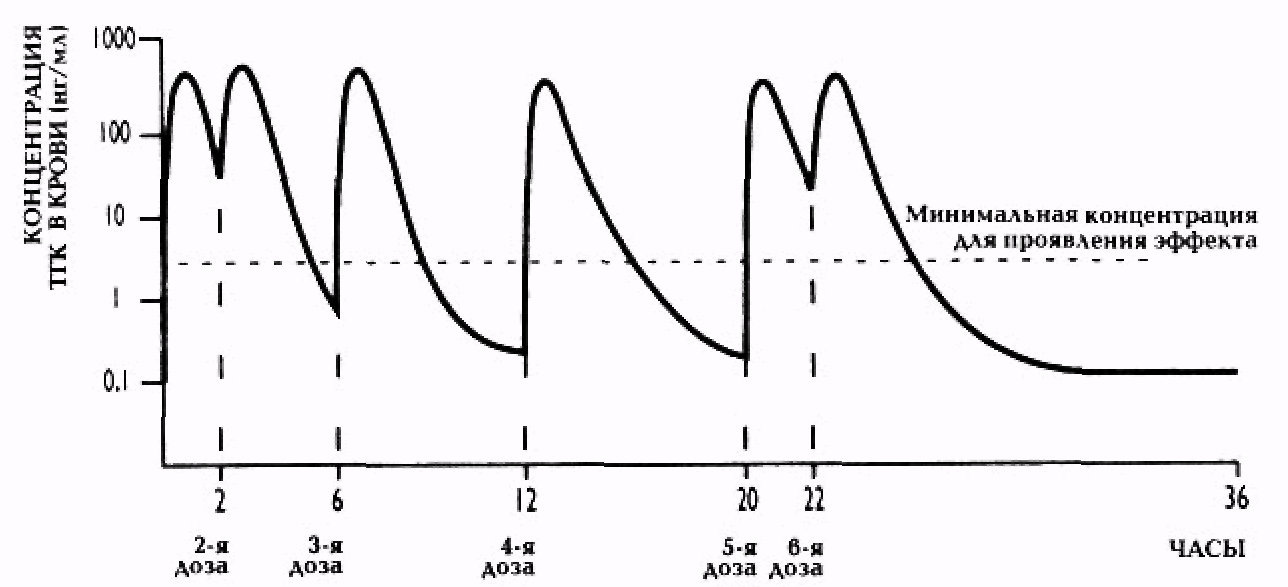 КОНЦЕНТРАЦИЯ
ТГК В КРОВИ (нг/мл)
1000
100
10
1
0.1
Минимальная концентрация
для проявления эффекта
2
6
12
20
22
36
2-я
доза
3-я
доза
4-я
доза
5-я
доза
6-я
доза
ЧАСЫ